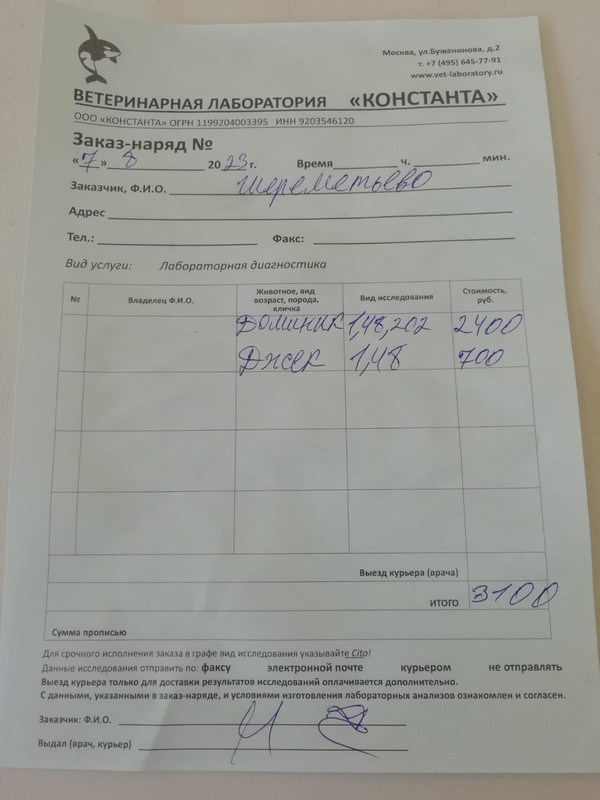 Москва, ул.Буженинова, д.2
т. +7 (495) 645-77-91
www.vet-laboratory.ru
ВЕТЕРИНАРНАЯ ЛАБОРАТОРИЯ «КОНСТАНТА»
ООО «КОНСТАНТА» ОГРН 1199204003395 ИНН 9203546120
Заказ-наряд №
«7» 8 2023г. Время ч. мин.
Заказчик, Ф.И.О. Шереметьево
Адрес
Тел.: Факс:
Вид услуги: Лабораторная диагностика
№ Владелец Ф.И.О. Животное, вид возраст, порода, кличка Вид исследования Стоимость, руб.
Доминик 1,48,202 2400
Джек 1,48 700
Выезд курьера (врача)
ИТОГО 3100
Сумма прописью
Для срочного исполнения заказа в графе вид исследования указывайте Cito!
Данные исследования отправить по: факсу электронной почте курьером не отправлять
Выезд курьера только для доставки результатов исследований оплачивается дополнительно.
С данными, указанными в заказ-наряде, и условиями изготовления лабораторных анализов ознакомлен и согласен.
Заказчик: Ф.И.О.
Выдал (врач, курьер)